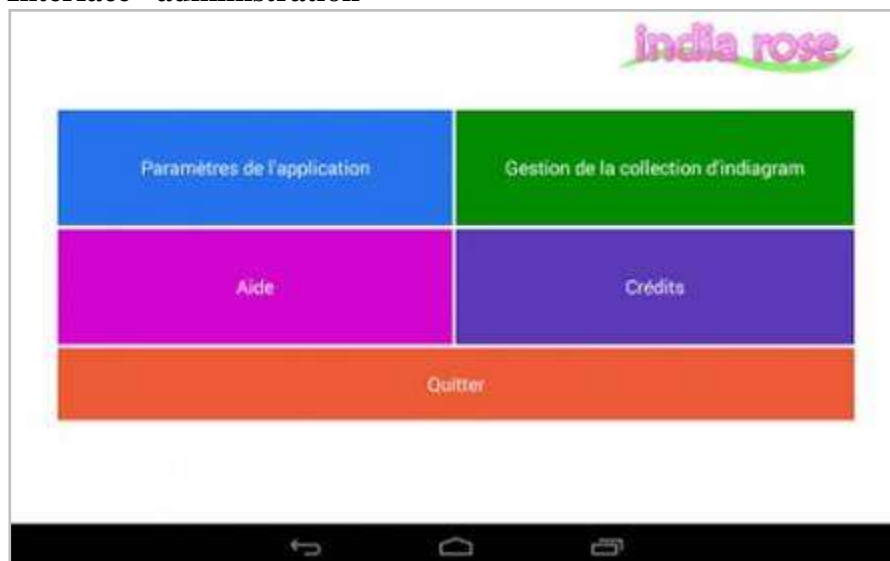 india rose
Paramètres de l'application
Gestion de la collection d'indiagram
Aide
Crédits
Quitter